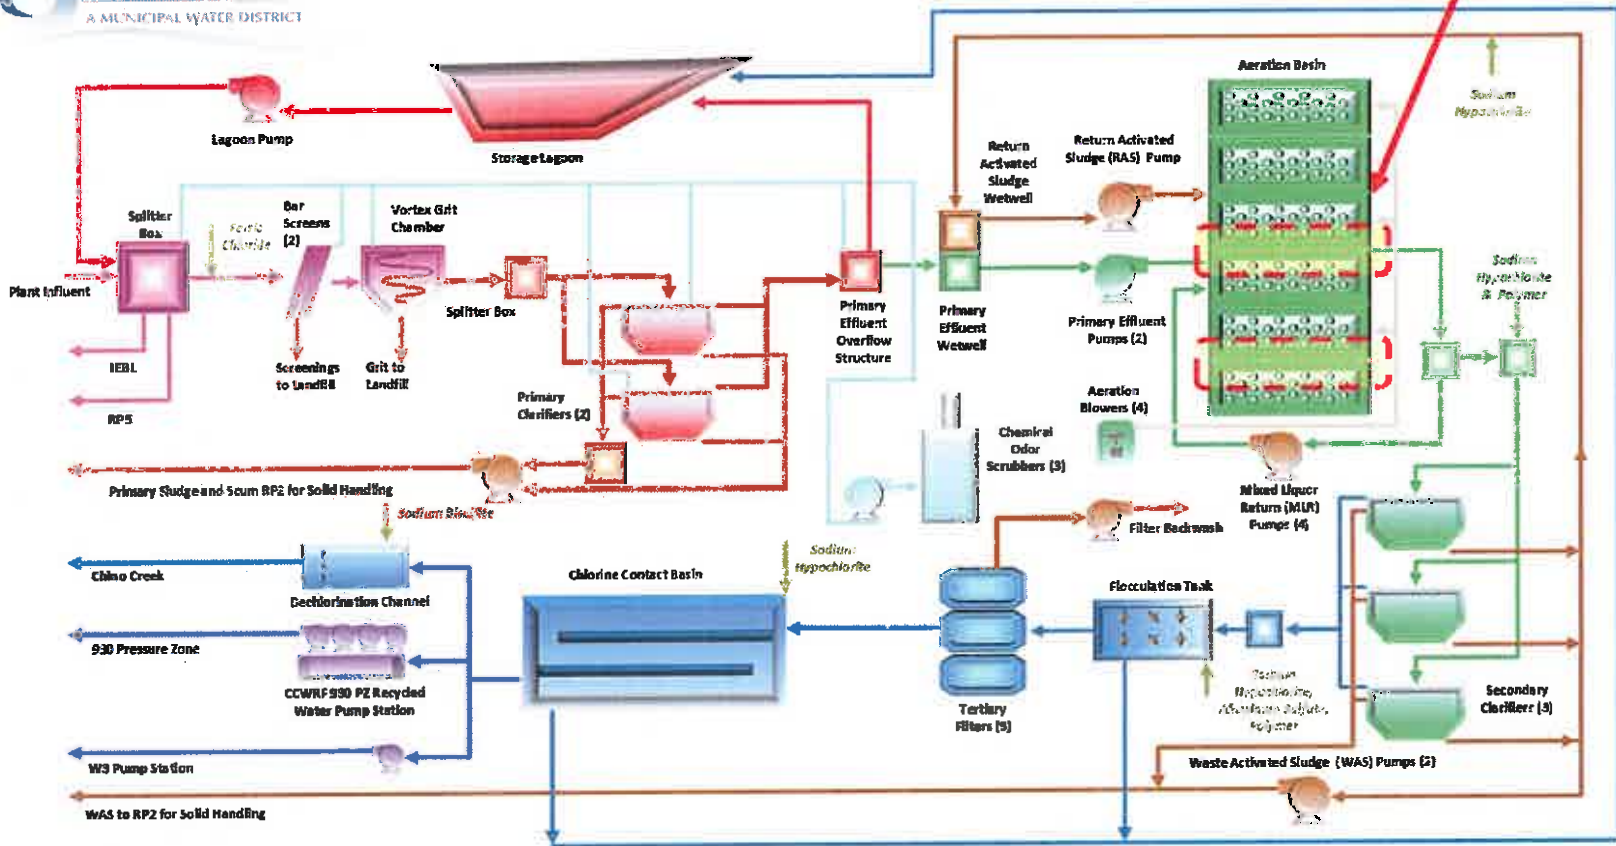 A MUNICIPAL WATER DISTRICT
Aeration Basin
Sodium
Hypochlorite
Lagoon Pump
Storage Lagoon
Return
Activated
Sludge
Wetwell
Return Activated
Sludge (RAS) Pump
Splitter
Box
Ferric
Chloride
Bar
Screens
(2)
Vortex Grit
Chamber
Plant Influent
Splitter Box
Primary
Effluent
Overflow
Structure
Primary
Effluent
Wetwell
Primary Effluent
Pumps (2)
Sodium
Hypochlorite
& Polymer
IEBL
RP5
Screenings
to Landfill
Grit to
Landfill
Primary
Clarifiers (2)
Aeration
Blowers (4)
Chemical
Odor
Scrubbers (3)
Primary Sludge and Scum RP2 for Solid Handling
Sodium Bisulfite
Mixed Liquor
Return (MLR)
Pumps (4)
Filter Backwash
Sodium
Hypochlorite
Chino Creek
Dechlorination Channel
Chlorine Contact Basin
Flocculation Tank
930 Pressure Zone
CCWRF 930 PZ Recycled
Water Pump Station
Tertiary
Filters (5)
Sodium
Hypochlorite,
Aluminum Sulfate,
Polymer
Secondary
Clarifiers (3)
W3 Pump Station
Waste Activated Sludge (WAS) Pumps (2)
WAS to RP2 for Solid Handling